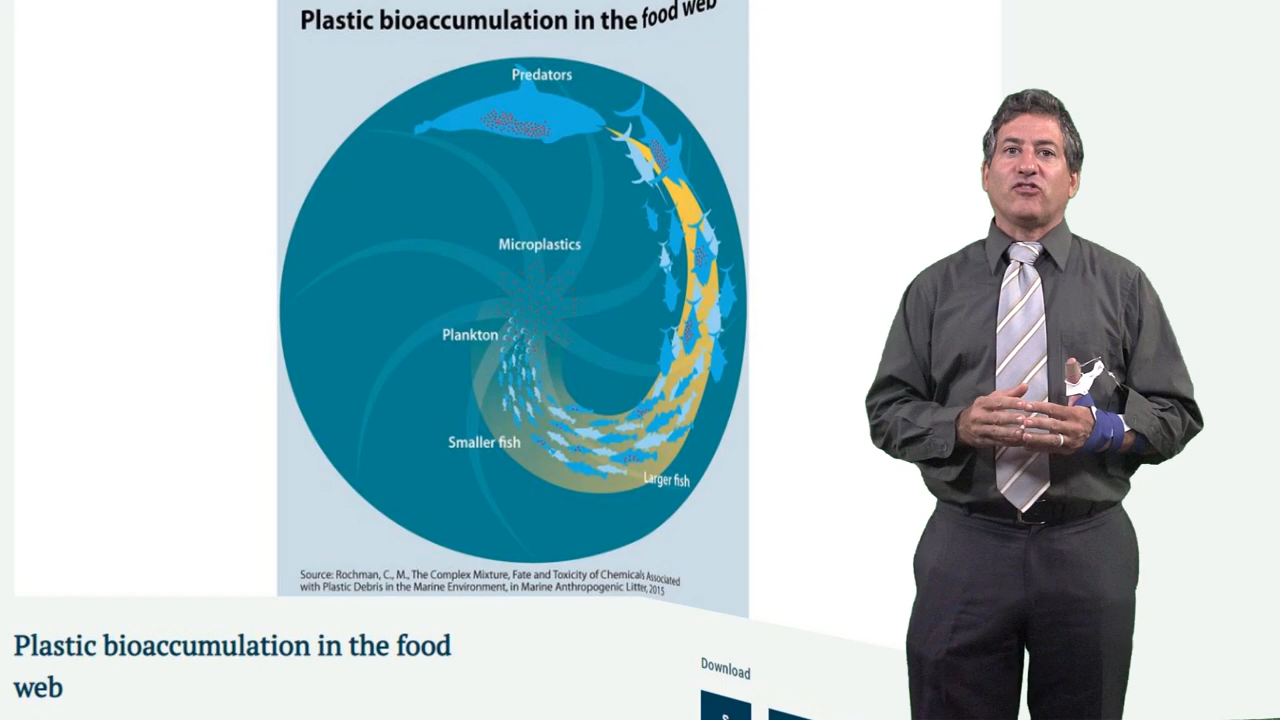 Plastic bioaccumulation in the food web
Predators
Microplastics
Plankton
Smaller fish
Larger fish
Source: Rochman, C., M., The Complex Mixture, Fate and Toxicity of Chemicals Associated
with Plastic Debris in the Marine Environment, in Marine Anthropogenic Litter, 2015
Plastic bioaccumulation in the food
web
Download